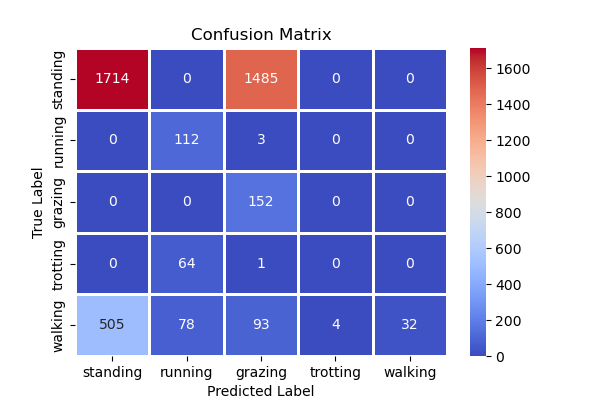 Confusion Matrix
True Label
standing 1714 0 1485 0 0
running 0 112 3 0 0
grazing 0 0 152 0 0
trotting 0 64 1 0 0
walking 505 78 93 4 32
standing running grazing trotting walking
Predicted Label
1600
1400
1200
1000
800
600
400
200
0